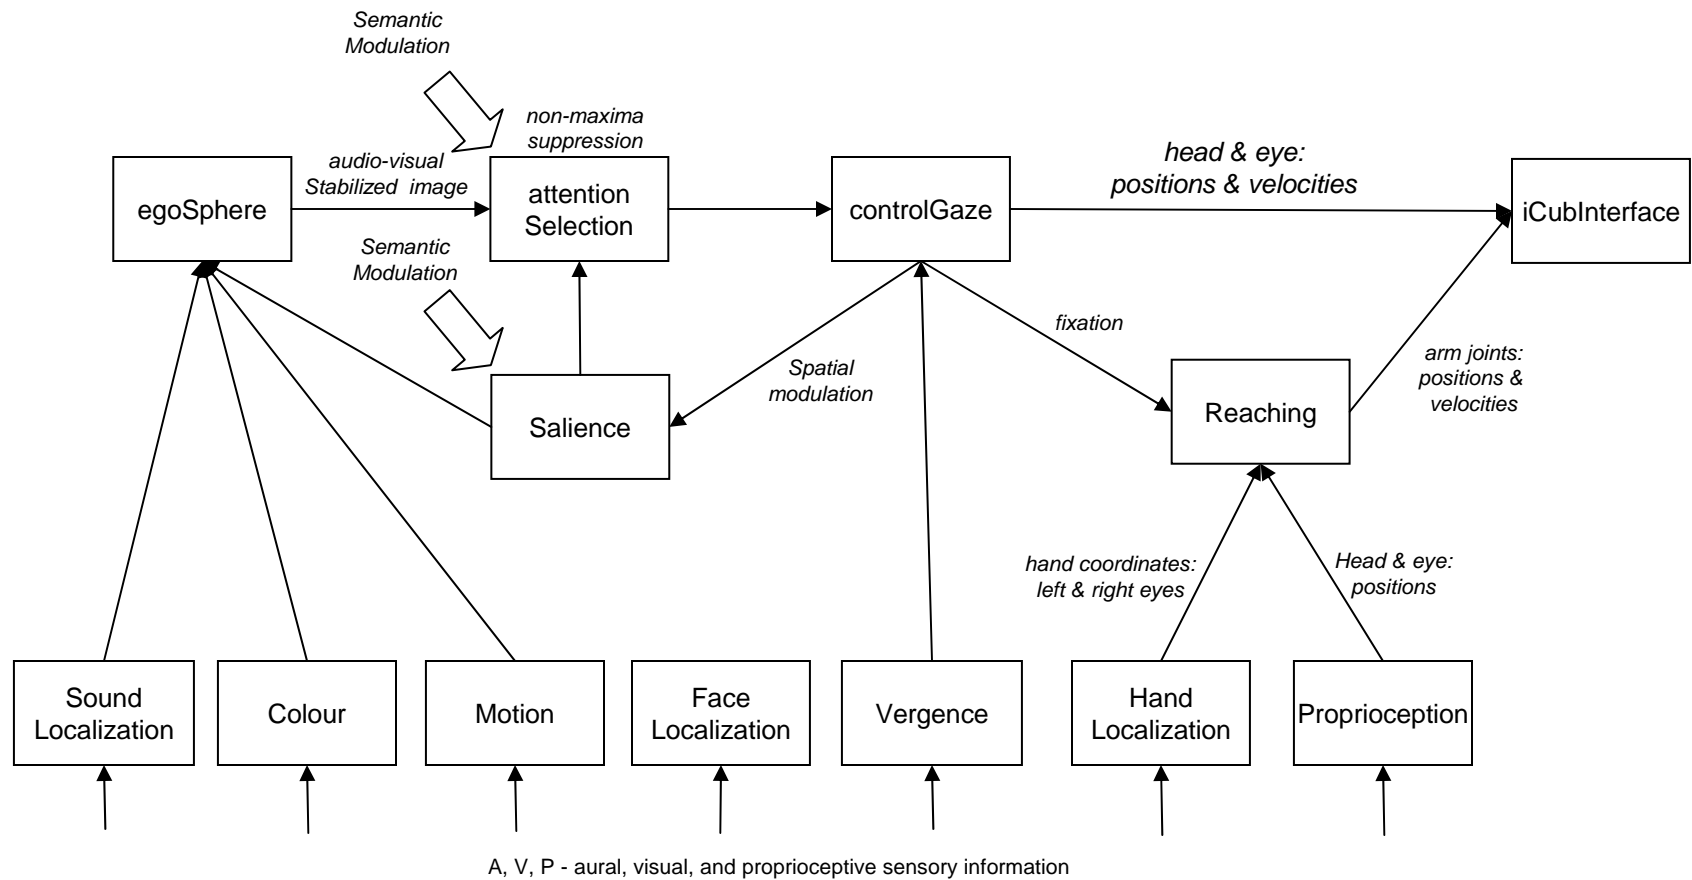 Semantic
Modulation
non-maxima
suppression
audio-visual
Stabilized image
head & eye:
positions & velocities
egoSphere
attention
Selection
controlGaze
iCubInterface
Semantic
Modulation
fixation
Spatial
modulation
arm joints:
positions &
velocities
Salience
Reaching
hand coordinates:
left & right eyes
Head & eye:
positions
Sound
Localization
Colour
Motion
Face
Localization
Vergence
Hand
Localization
Proprioception
A, V, P - aural, visual, and proprioceptive sensory information